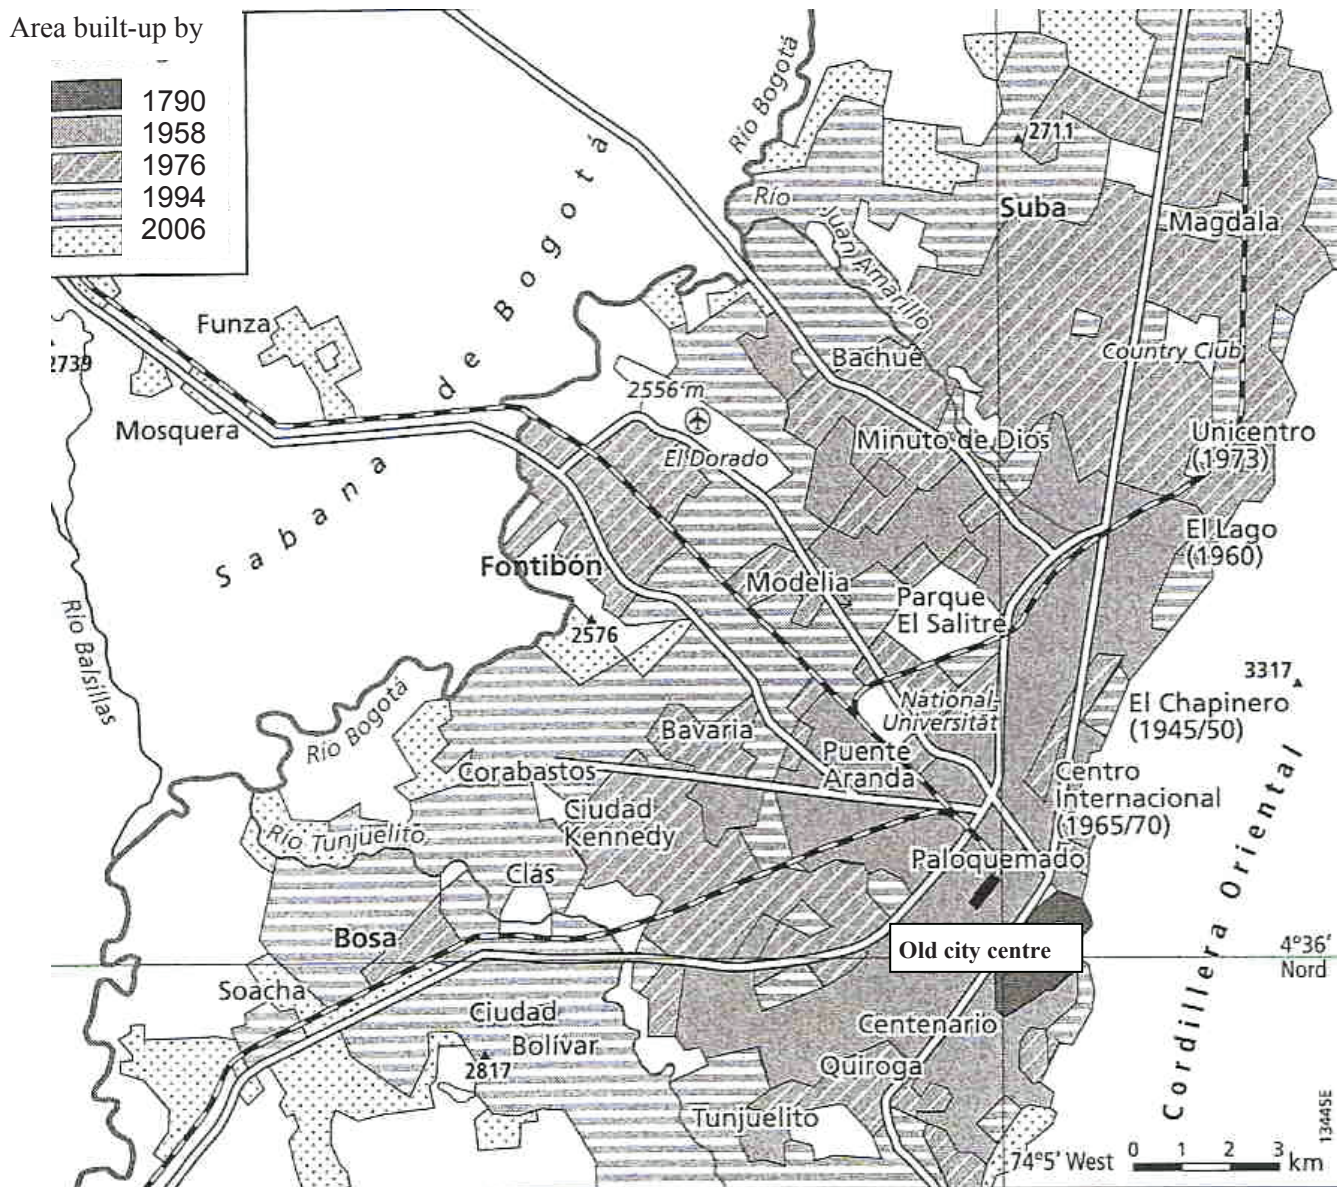 Area built-up by
1790
1958
1976
1994
2006
Río Bogotá
Sabana de Bogotá
2711
Río
Juan Amarillo
Suba
Magdala
Funza
2739
Mosquera
Bachué
Country Club
2556 m
El Dorado
Minuto de Dios
Unicentro
(1973)
El Lago
(1960)
Fontibón
Modelia
Parque
El Salitre
2576
Río Balsillas
3317
Río Bogotá
National-
Universität
El Chapinero
(1945/50)
Bavaria
Puente
Aranda
Corabastos
Centro
Internacional
(1965/70)
Ciudad
Kennedy
Río Tunjuelito
Paloquemado
Clás
Bosa
Old city centre
4°36'
Nord
Soacha
Ciudad
Bolívar
2817
Centenario
Quiroga
Tunjuelito
Cordillera Oriental
13445E
74°5' West
0 1 2 3 km